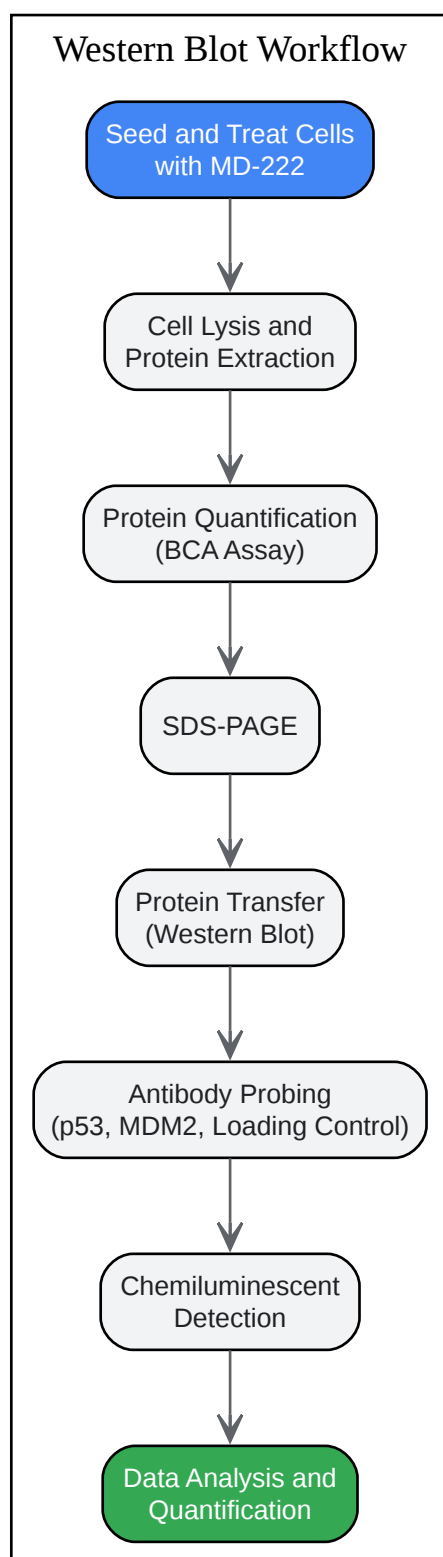 Western Blot Workflow
Seed and Treat Cells
with MD-222
Cell Lysis and
Protein Extraction
Protein Quantification
(BCA Assay)
SDS-PAGE
Protein Transfer
(Western Blot)
Antibody Probing
(p53, MDM2, Loading Control)
Chemiluminescent
Detection
Data Analysis and
Quantification